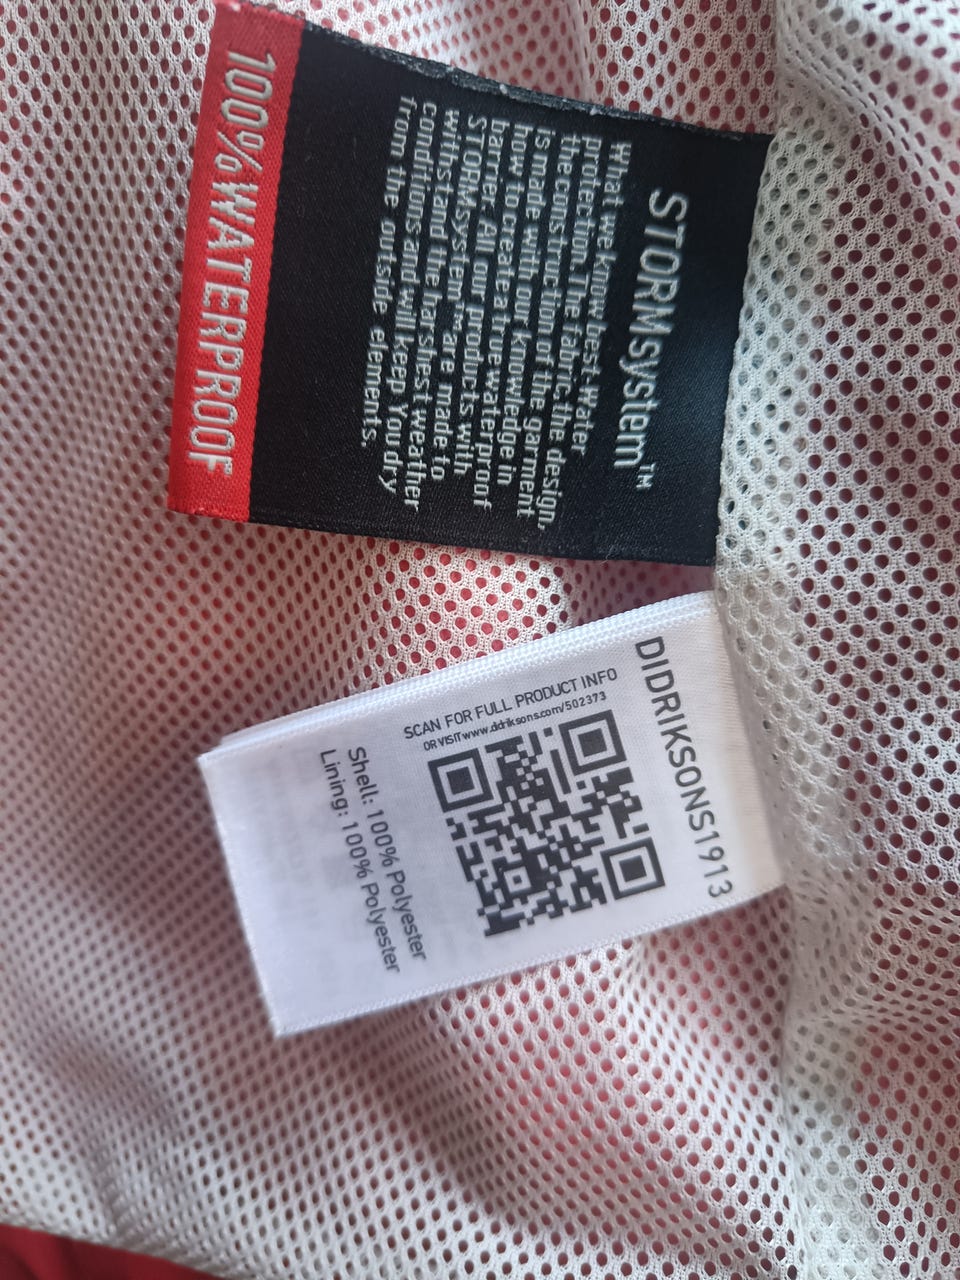 STORMsystem™
What we know best-water
protection. The fabric, the design,
the construction of the garment
is made with our knowledge in
how to create a true waterproof
barrier. All our products with
STORMsystem™ are made to
withstand the harshest weather
conditions and will keep You dry
from the outside elements.
100% WATERPROOF
DIDRIKSONS1913
SCAN FOR FULL PRODUCT INFO
OR VISIT www.didriksons.com/502373
Shell: 100% Polyester
Lining: 100% Polyester